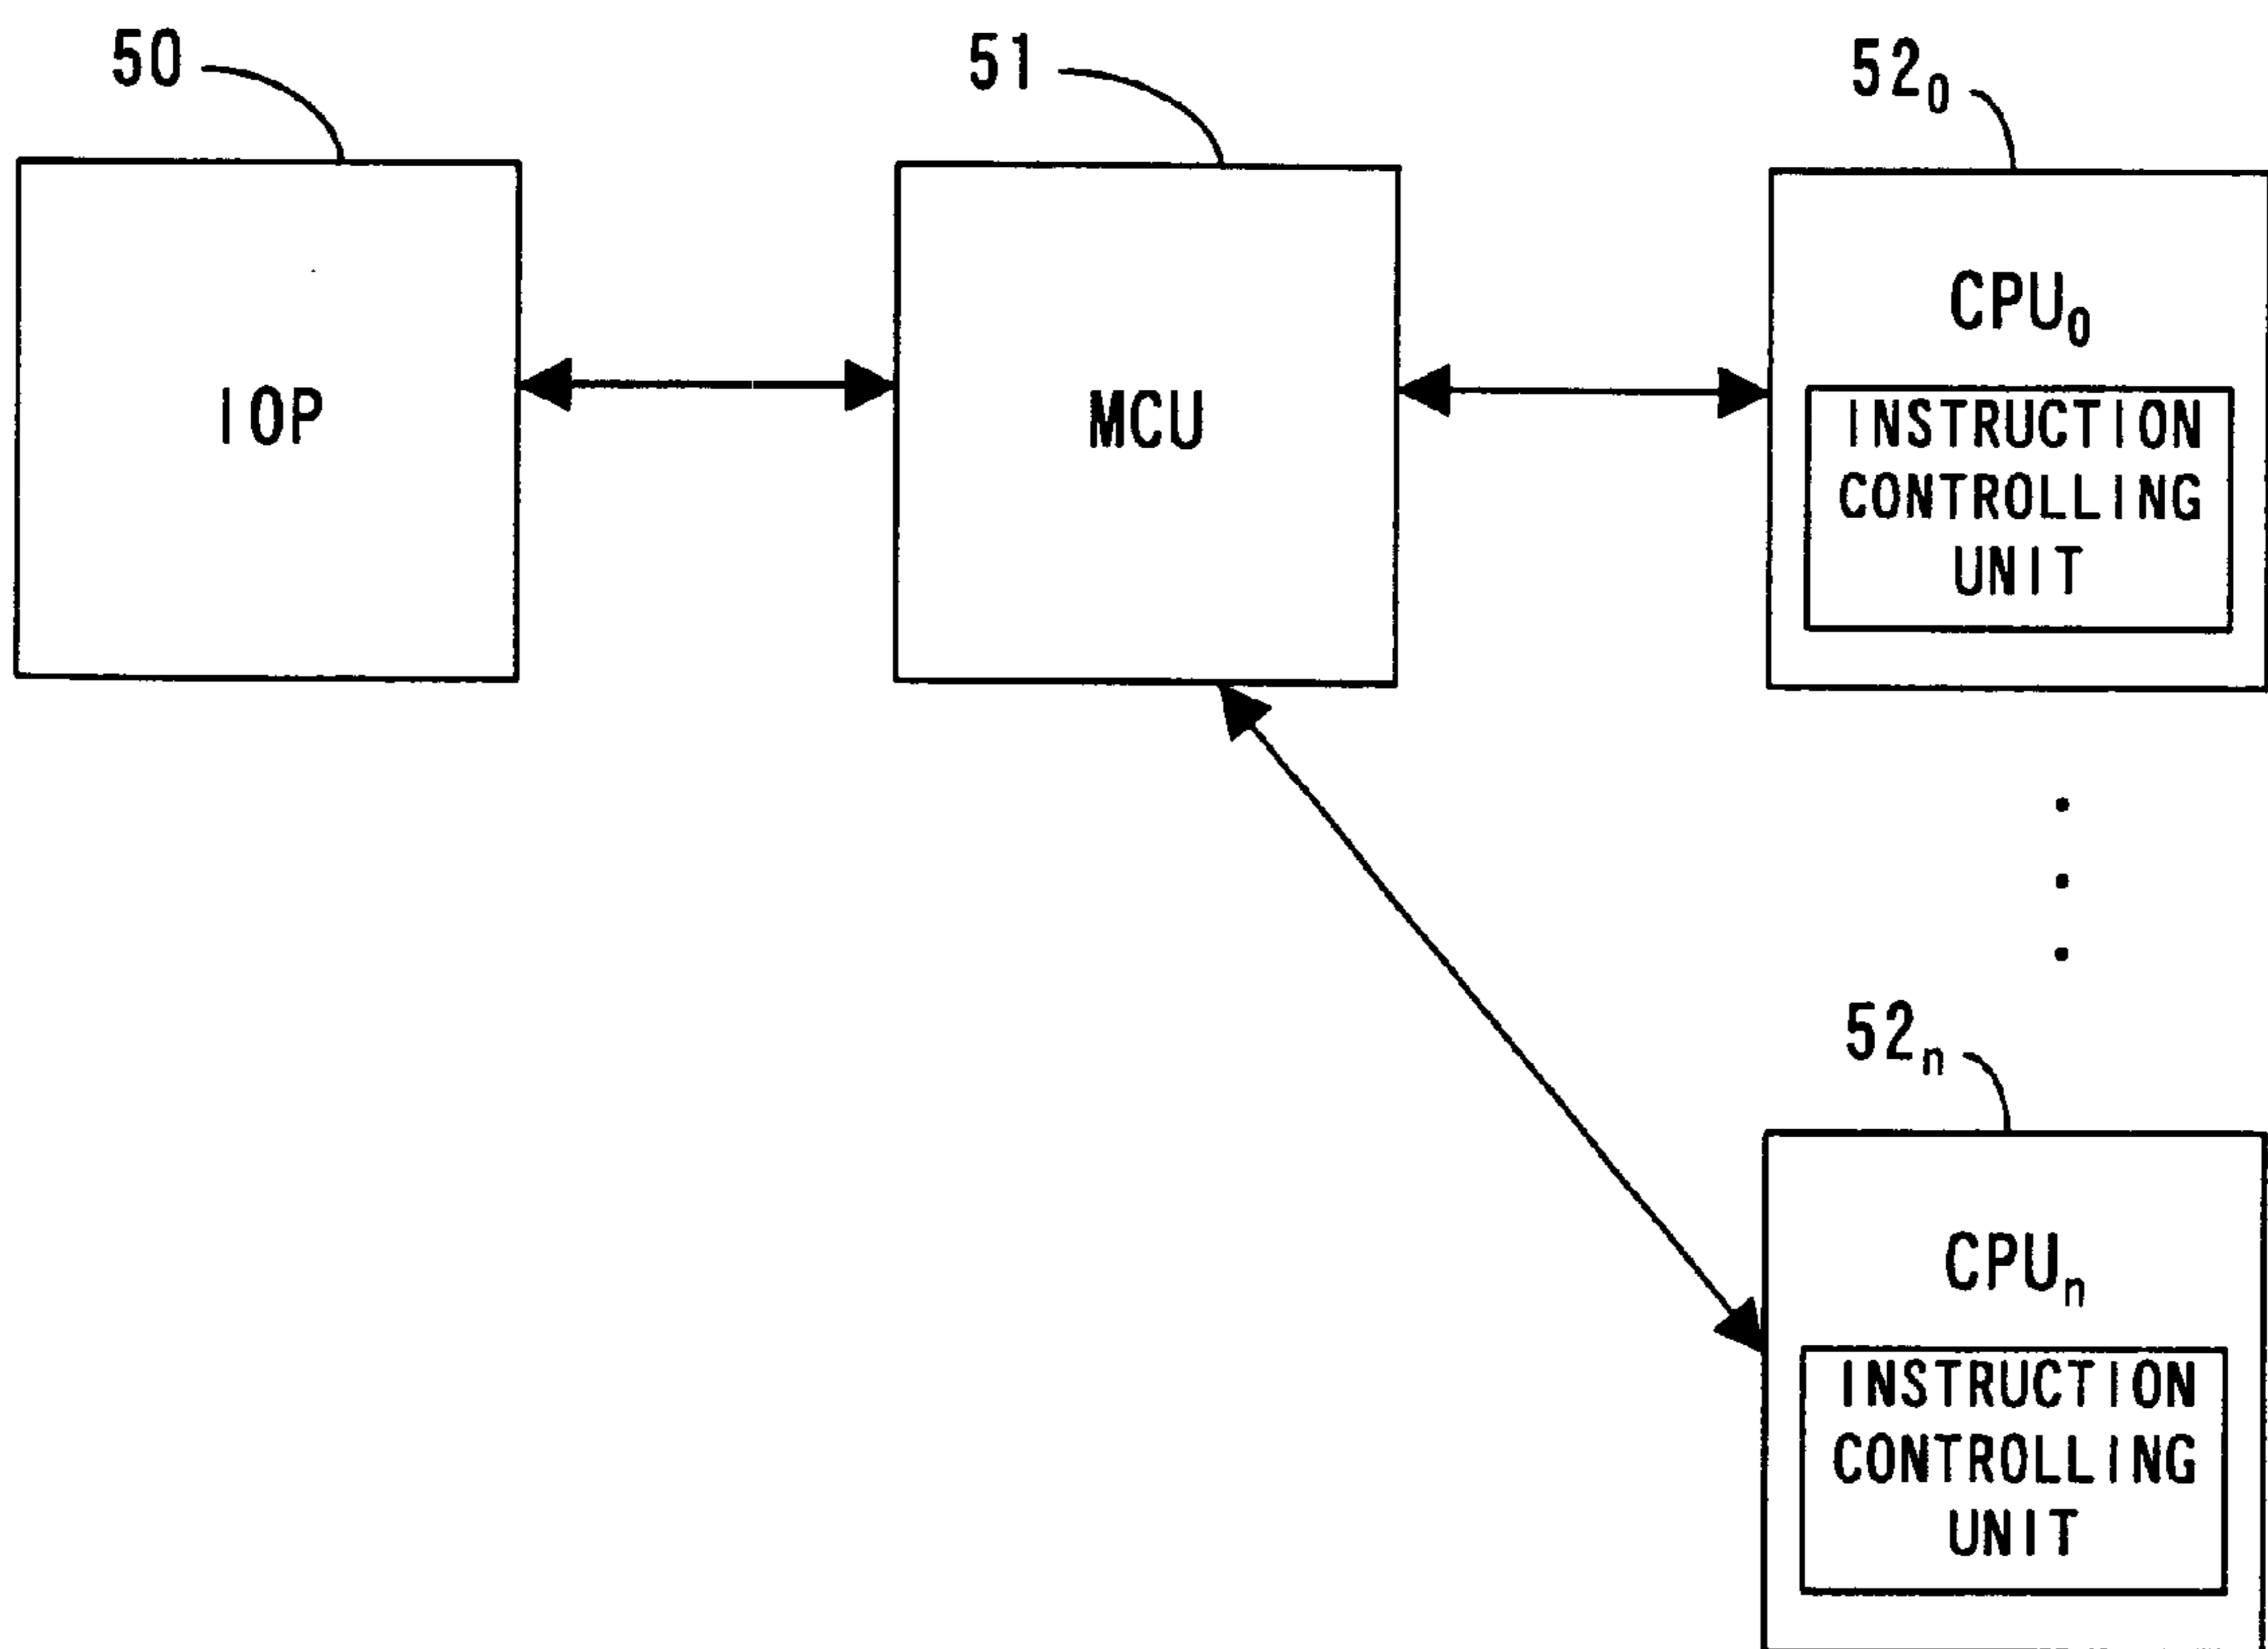 50
51
52₀
IOP
MCU
CPU₀
INSTRUCTION
CONTROLLING
UNIT
52ₙ
CPUₙ
INSTRUCTION
CONTROLLING
UNIT